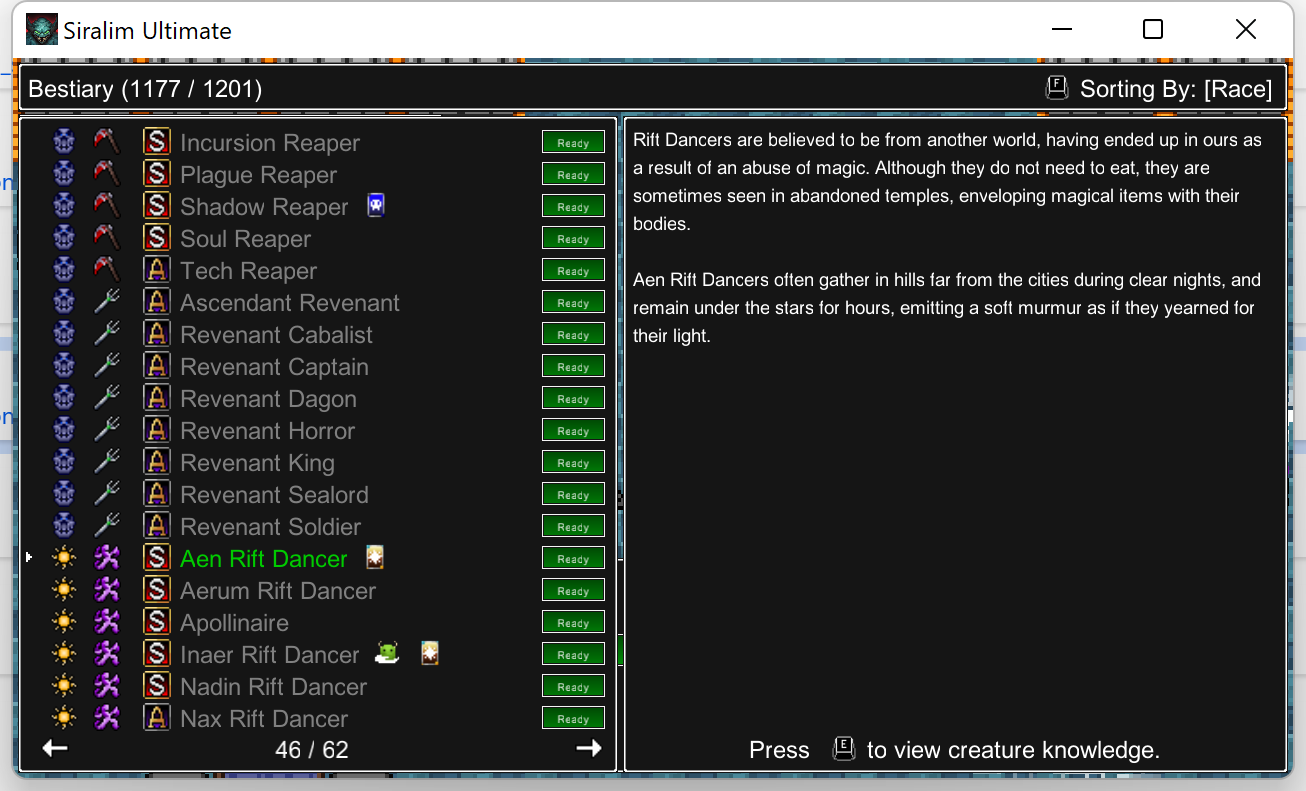 Siralim Ultimate
Bestiary (1177 / 1201)
F Sorting By: [Race]
S Incursion Reaper Ready
S Plague Reaper Ready
S Shadow Reaper Ready
S Soul Reaper Ready
A Tech Reaper Ready
A Ascendant Revenant Ready
A Revenant Cabalist Ready
A Revenant Captain Ready
A Revenant Dagon Ready
A Revenant Horror Ready
A Revenant King Ready
A Revenant Sealord Ready
A Revenant Soldier Ready
S Aen Rift Dancer Ready
S Aerum Rift Dancer Ready
S Apollinaire Ready
S Inaer Rift Dancer Ready
S Nadin Rift Dancer Ready
A Nax Rift Dancer Ready
46 / 62
Rift Dancers are believed to be from another world, having ended up in ours as
a result of an abuse of magic. Although they do not need to eat, they are
sometimes seen in abandoned temples, enveloping magical items with their
bodies.
Aen Rift Dancers often gather in hills far from the cities during clear nights, and
remain under the stars for hours, emitting a soft murmur as if they yearned for
their light.
Press E to view creature knowledge.